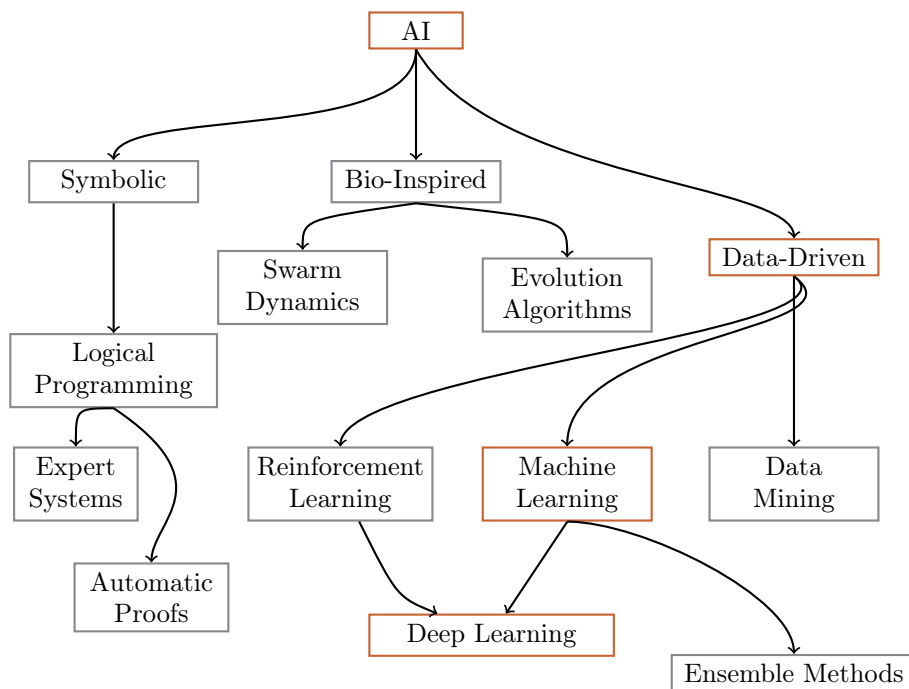 AI
Symbolic
Bio-Inspired
Data-Driven
Swarm
Dynamics
Evolution
Algorithms
Logical
Programming
Expert
Systems
Reinforcement
Learning
Machine
Learning
Data
Mining
Automatic
Proofs
Deep Learning
Ensemble Methods